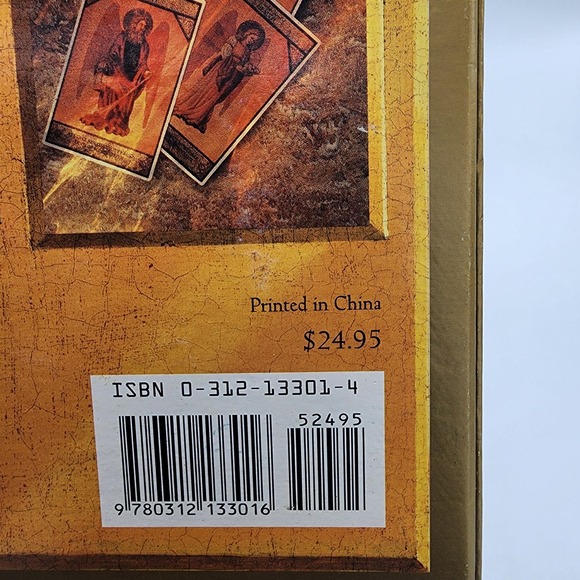 Printed in China
$24.95
ISBN 0-312-13301-4
52495
9 780312 133016